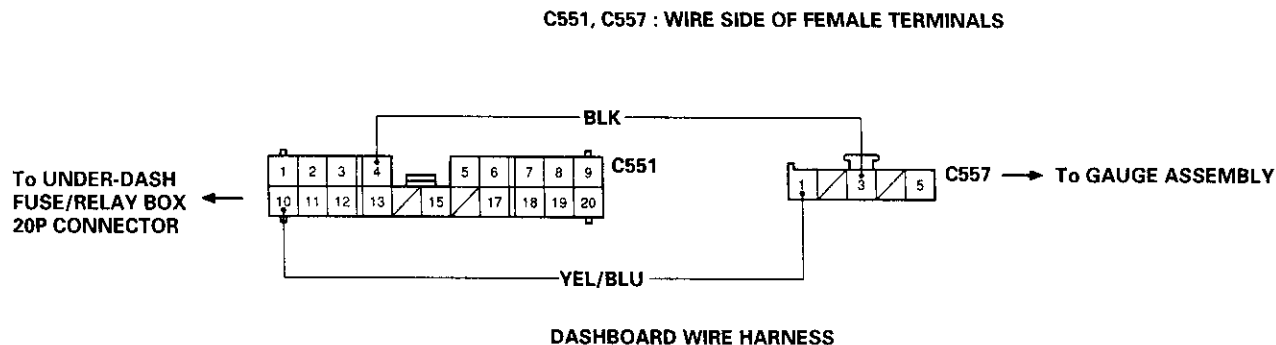 C551, C557 : WIRE SIDE OF FEMALE TERMINALS
BLK
1 2 3 4 5 6 7 8 9 C551
10 11 12 13 15 17 18 19 20
To UNDER-DASH
FUSE/RELAY BOX
20P CONNECTOR
1 3 5 C557 To GAUGE ASSEMBLY
YEL/BLU
DASHBOARD WIRE HARNESS